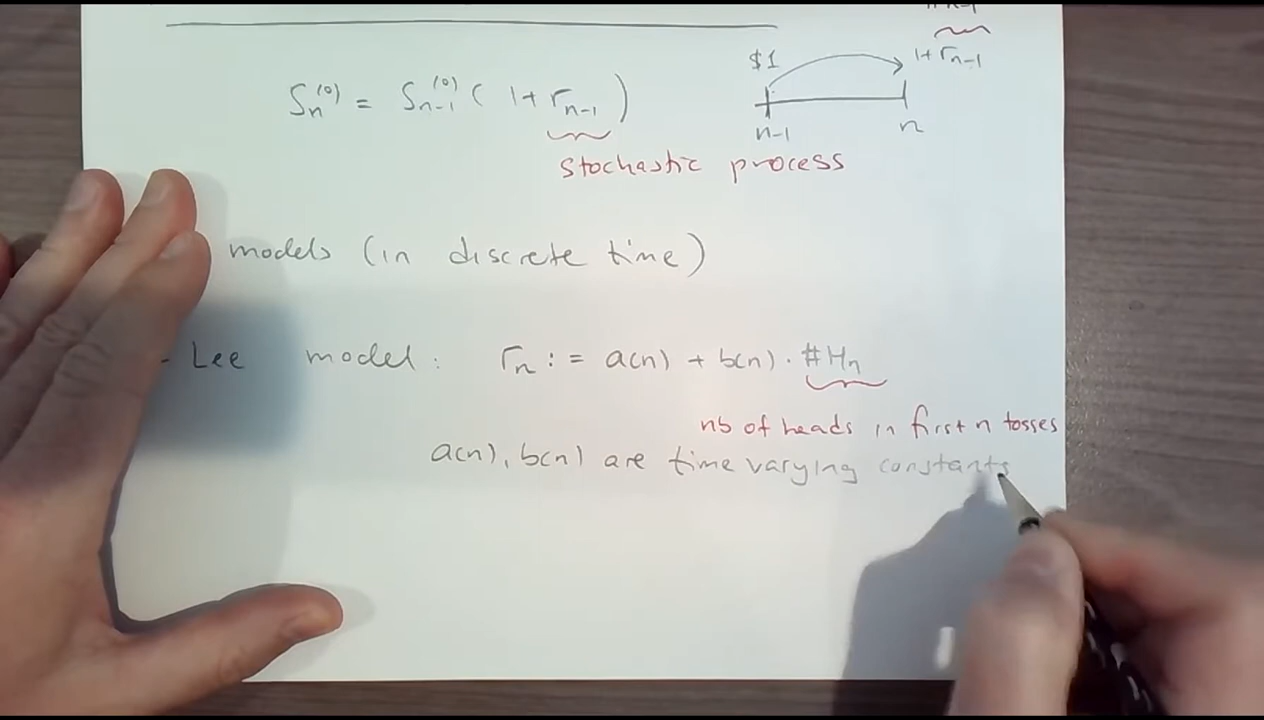 $1 1+r_{n-1}
S_n^{(0)} = S_{n-1}^{(0)} ( 1+ r_{n-1} )
n-1 n
stochastic process
models (in discrete time)
- Lee model: r_n := a(n) + b(n) · #H_n
nb of heads in first n tosses
a(n), b(n) are time varying constants